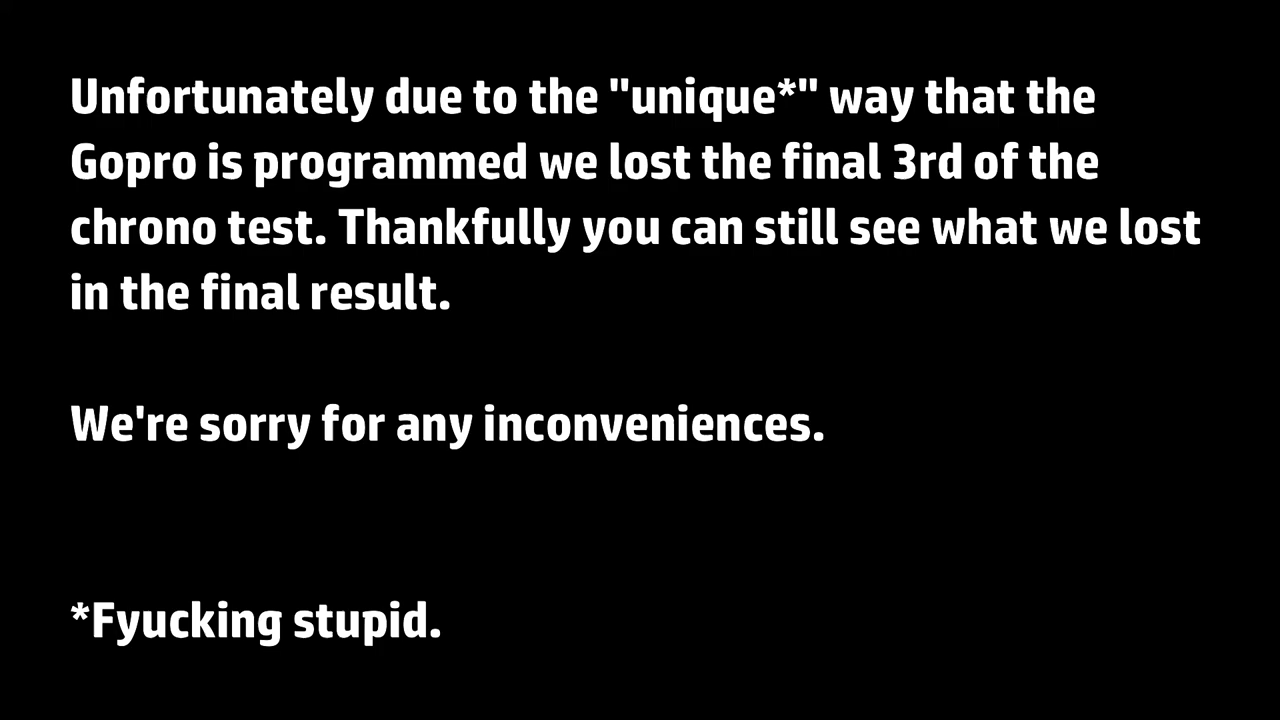 Unfortunately due to the "unique*" way that the
Gopro is programmed we lost the final 3rd of the
chrono test. Thankfully you can still see what we lost
in the final result.
We're sorry for any inconveniences.
*Fyucking stupid.